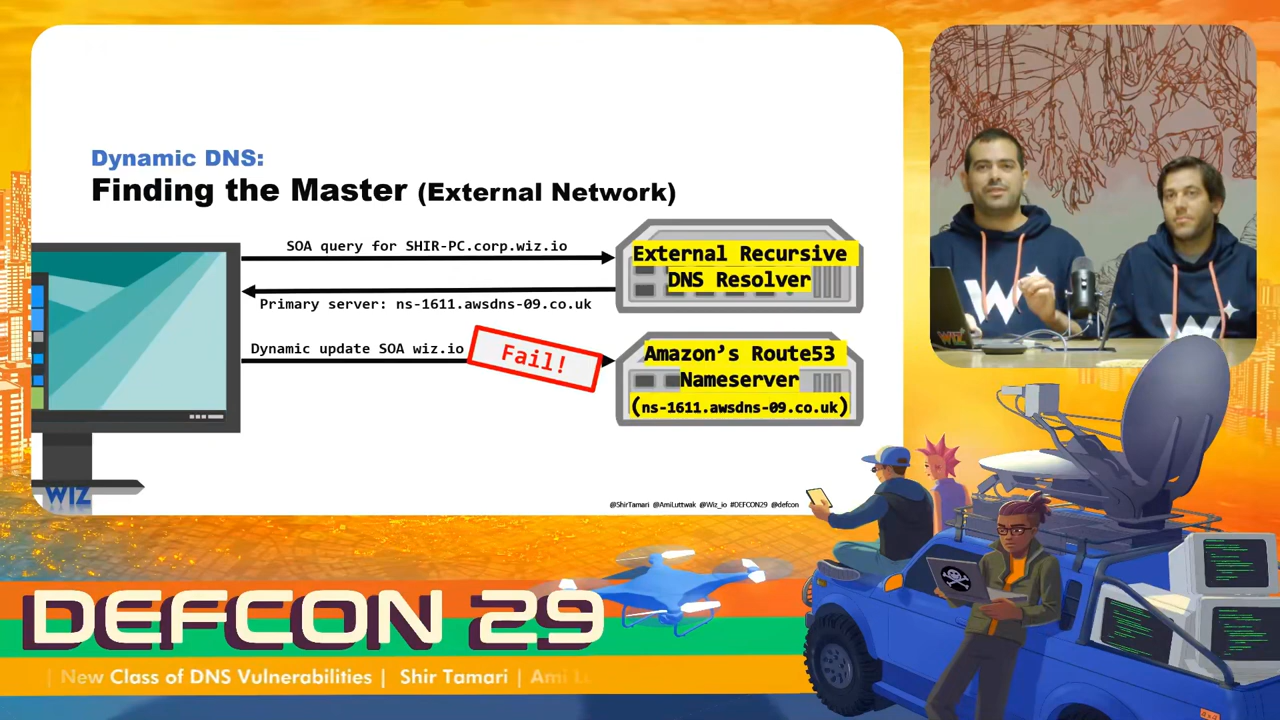 Dynamic DNS:
Finding the Master (External Network)
SOA query for SHIR-PC.corp.wiz.io
Primary server: ns-1611.awsdns-09.co.uk
Dynamic update SOA wiz.io
Fail!
External Recursive
DNS Resolver
Amazon’s Route53
Nameserver
(ns-1611.awsdns-09.co.uk)
WIZ
@ShirTamari @AmiLuttwak @Wiz_io #DEFCON29 @defcon
W
W
WIZ
DEFCON 29
| New Class of DNS Vulnerabilities | Shir Tamari | Ami L